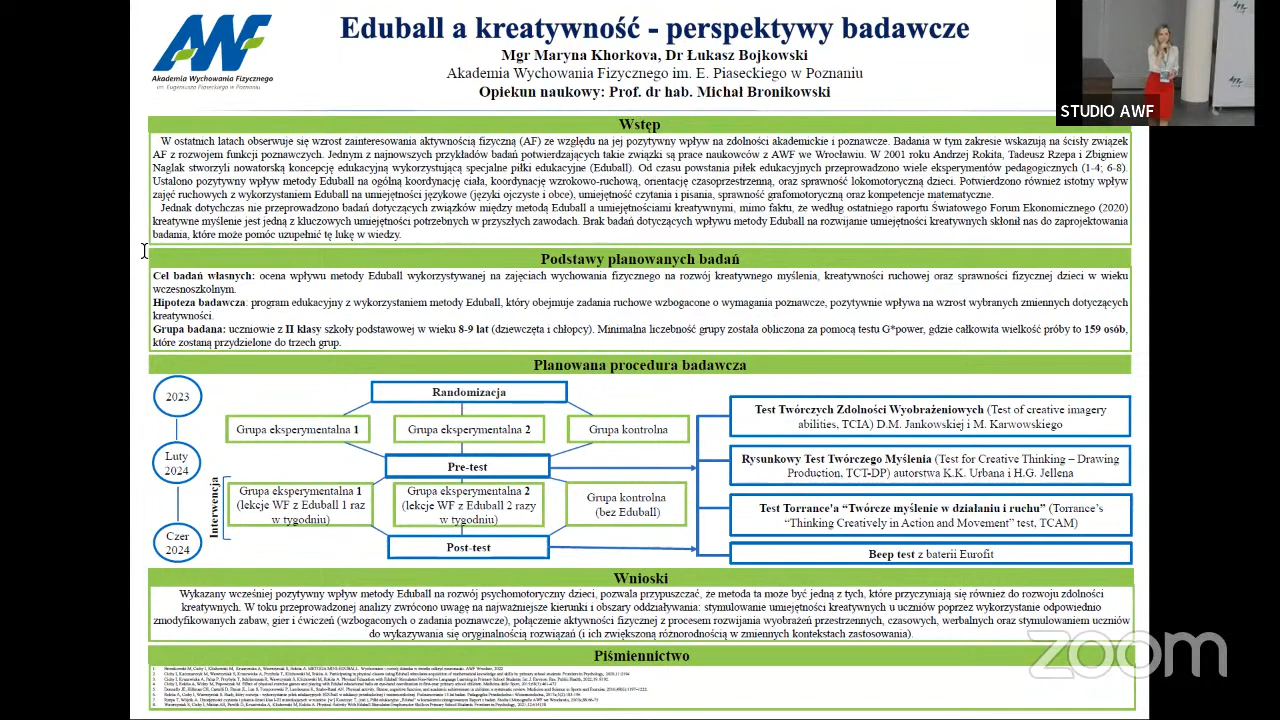 AWF
Akademia Wychowania Fizycznego
im. Eugeniusza Piaseckiego w Poznaniu
Eduball a kreatywność - perspektywy badawcze
Mgr Maryna Khorkova, Dr Łukasz Bojkowski
Akademia Wychowania Fizycznego im. E. Piaseckiego w Poznaniu
Opiekun naukowy: Prof. dr hab. Michał Bronikowski
STUDIO AWF
Wstęp
W ostatnich latach obserwuje się wzrost zainteresowania aktywnością fizyczną (AF) ze względu na jej pozytywny wpływ na zdolności akademickie i poznawcze. Badania w tym zakresie wskazują na ścisły związek
AF z rozwojem funkcji poznawczych. Jednym z najnowszych przykładów badań potwierdzających takie związki są prace naukowców z AWF we Wrocławiu. W 2001 roku Andrzej Rokita, Tadeusz Rzepa i Zbigniew
Naglak stworzyli nowatorską koncepcję edukacyjną wykorzystującą specjalne piłki edukacyjne (Eduball). Od czasu powstania piłek edukacyjnych przeprowadzono wiele eksperymentów pedagogicznych (1-4; 6-8).
Ustalono pozytywny wpływ metody Eduball na ogólną koordynację ciała, koordynację wzrokowo-ruchową, orientację czasoprzestrzenną, oraz sprawność lokomotoryczną dzieci. Potwierdzono również istotny wpływ
zajęć ruchowych z wykorzystaniem Eduball na umiejętności językowe (języki ojczyste i obce), umiejętność czytania i pisania, sprawność grafomotoryczną oraz kompetencje matematyczne.
Jednak dotychczas nie przeprowadzono badań dotyczących związków między metodą Eduball a umiejętnościami kreatywnymi, mimo faktu, że według ostatniego raportu Światowego Forum Ekonomicznego (2020)
kreatywne myślenie jest jedną z kluczowych umiejętności potrzebnych w przyszłych zawodach. Brak badań dotyczących wpływu metody Eduball na rozwijanie umiejętności kreatywnych skłonił nas do zaprojektowania
badania, które może pomóc uzupełnić tę lukę w wiedzy.
Podstawy planowanych badań
Cel badań własnych: ocena wpływu metody Eduball wykorzystywanej na zajęciach wychowania fizycznego na rozwój kreatywnego myślenia, kreatywności ruchowej oraz sprawności fizycznej dzieci w wieku
wczesnoszkolnym.
Hipoteza badawcza: program edukacyjny z wykorzystaniem metody Eduball, który obejmuje zadania ruchowe wzbogacone o wymagania poznawcze, pozytywnie wpływa na wzrost wybranych zmiennych dotyczących
kreatywności.
Grupa badana: uczniowie z II klasy szkoły podstawowej w wieku 8-9 lat (dziewczęta i chłopcy). Minimalna liczebność grupy została obliczona za pomocą testu G*power, gdzie całkowita wielkość próby to 159 osób,
które zostaną przydzielone do trzech grup.
Planowana procedura badawcza
2023
Luty
2024
Czer
2024
Interwencja
Randomizacja
Grupa eksperymentalna 1
Grupa eksperymentalna 2
Grupa kontrolna
Pre-test
Grupa eksperymentalna 1
(lekcje WF z Eduball 1 raz
w tygodniu)
Grupa eksperymentalna 2
(lekcje WF z Eduball 2 razy
w tygodniu)
Grupa kontrolna
(bez Eduball)
Post-test
Test Twórczych Zdolności Wyobrażeniowych (Test of creative imagery
abilities, TCIA) D.M. Jankowskiej i M. Karwowskiego
Rysunkowy Test Twórczego Myślenia (Test for Creative Thinking – Drawing
Production, TCT-DP) autorstwa K.K. Urbana i H.G. Jellena
Test Torrance'a “Twórcze myślenie w działaniu i ruchu” (Torrance’s
“Thinking Creatively in Action and Movement” test, TCAM)
Beep test z baterii Eurofit
Wnioski
Wykazany wcześniej pozytywny wpływ metody Eduball na rozwój psychomotoryczny dzieci, pozwala przypuszczać, że metoda ta może być jedną z tych, które przyczyniają się również do rozwoju zdolności
kreatywnych. W toku przeprowadzonej analizy zwrócono uwagę na najważniejsze kierunki i obszary oddziaływania: stymulowanie umiejętności kreatywnych u uczniów poprzez wykorzystanie odpowiednio
zmodyfikowanych zabaw, gier i ćwiczeń (wzbogaconych o zadania poznawcze), połączenie aktywności fizycznej z procesem rozwijania wyobrażeń przestrzennych, czasowych, werbalnych oraz stymulowaniem uczniów
do wykazywania się oryginalnością rozwiązań (i ich zwiększoną różnorodnością w zmiennych kontekstach zastosowania).
Piśmiennictwo
zoom